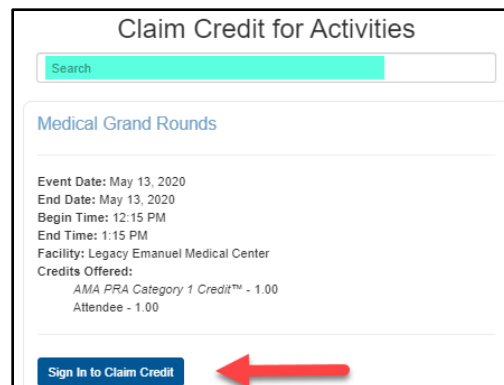 Claim Credit for Activities
Search
Medical Grand Rounds
Event Date: May 13, 2020
End Date: May 13, 2020
Begin Time: 12:15 PM
End Time: 1:15 PM
Facility: Legacy Emanuel Medical Center
Credits Offered:
AMA PRA Category 1 Credit™ - 1.00
Attendee - 1.00
Sign In to Claim Credit